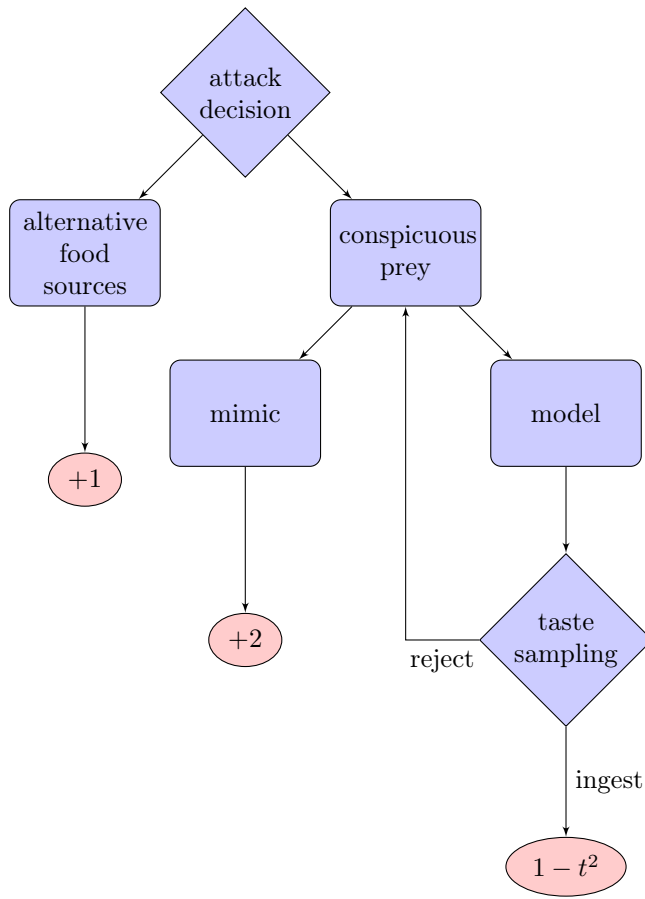 attack
decision
alternative
food
sources
conspicuous
prey
mimic
model
+1
+2
taste
sampling
reject
ingest
1 − t²